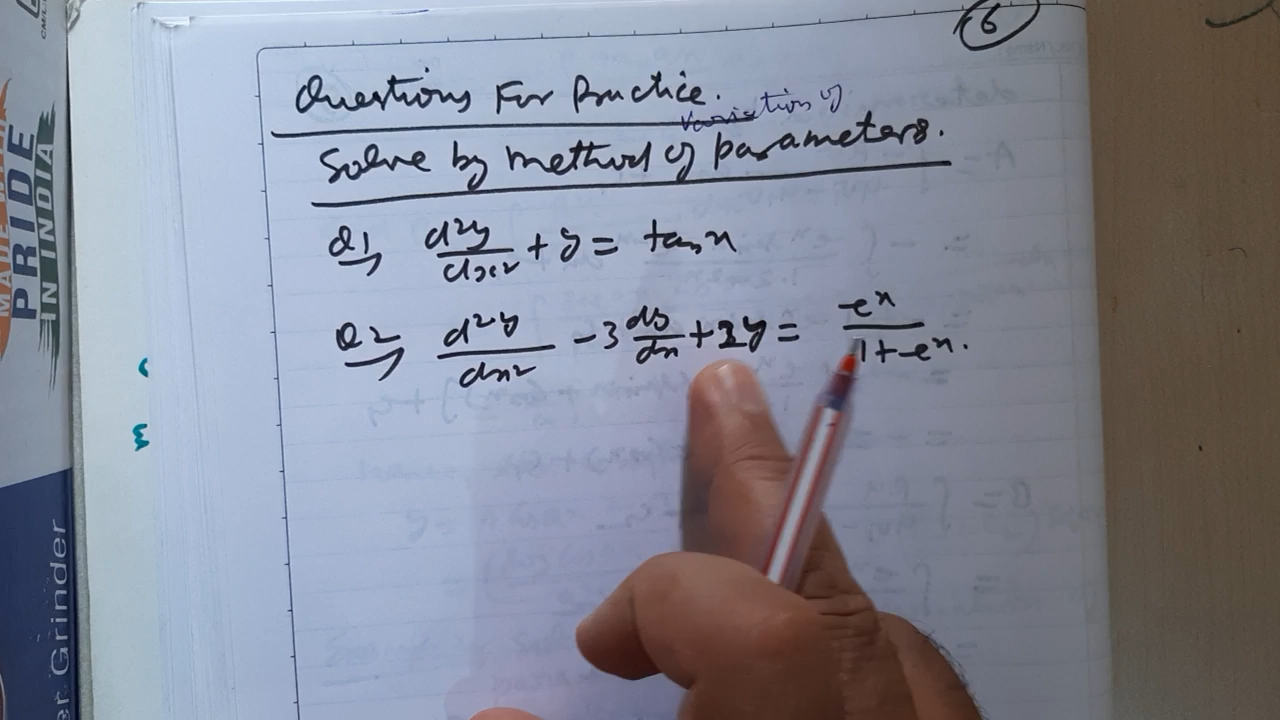 6
Questions For Practice.
Variation of
Solve by method of parameters.
Q1 d²y/dx² + y = tan x
Q2 d²y/dx² - 3 dy/dx + 2y = e^x/1+e^x.
PRIDE
IN INDIA
er Grinder